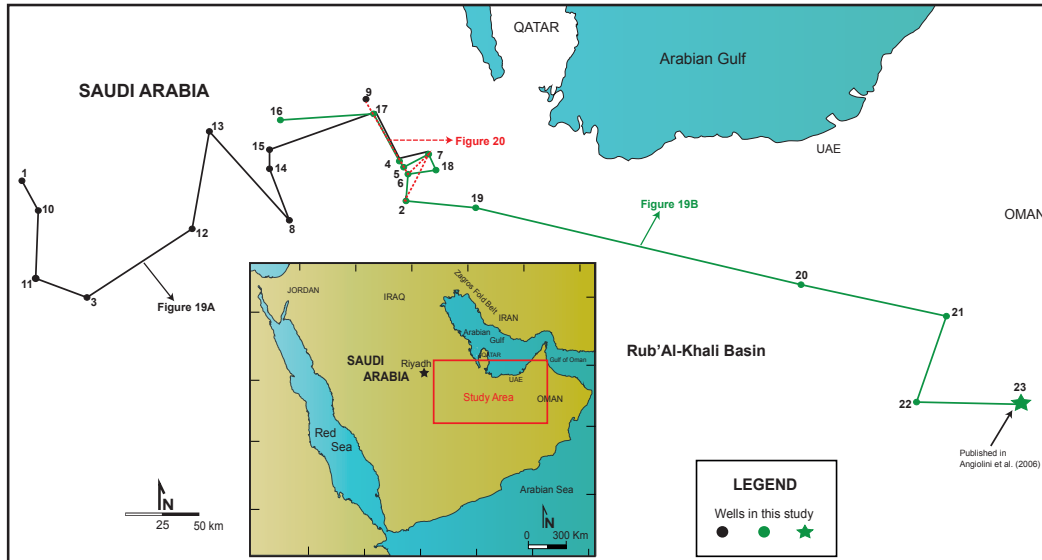 QATAR
Arabian Gulf
SAUDI ARABIA
9
16
17
13
Figure 20
UAE
15
4
7
14
5
18
1
6
10
2
19
Figure 19B
OMAN
8
12
20
11
3
Figure 19A
21
Rub'Al-Khali Basin
22
23
Published in
Angiolini et al. (2006)
JORDAN
IRAQ
Zagros Fold Belt
IRAN
Arabian
Gulf
QATAR
Gulf of Oman
SAUDI
ARABIA
Riyadh
UAE
OMAN
Study Area
Red
Sea
Arabian Sea
N
0 300 Km
N
25 50 km
LEGEND
Wells in this study